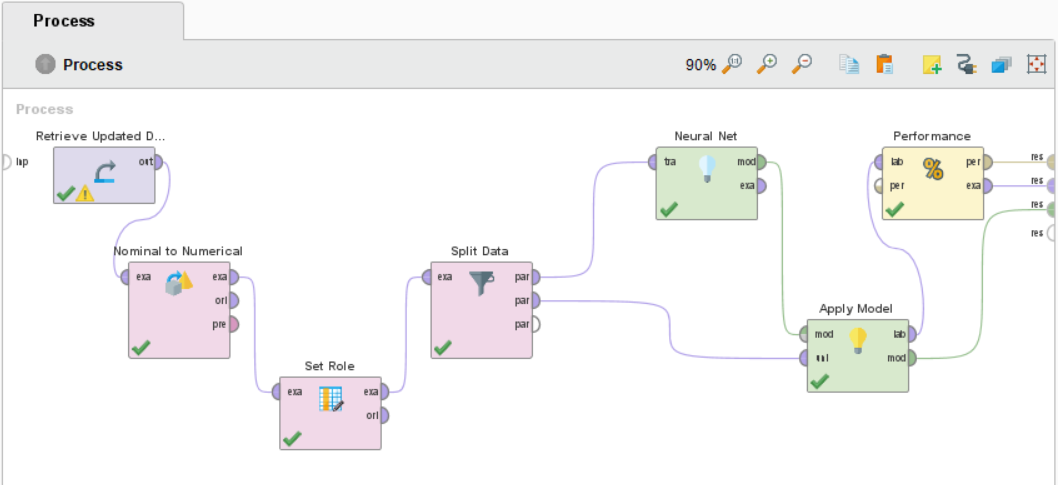 Process
Process
90%
Process
Retrieve Updated D...
Inp
out
Nominal to Numerical
exa
exa
ori
pre
Set Role
exa
exa
ori
Split Data
exa
par
par
par
Neural Net
tra
mod
exa
Apply Model
mod
unl
lab
mod
Performance
lab
per
per
exa
res
res
res
res